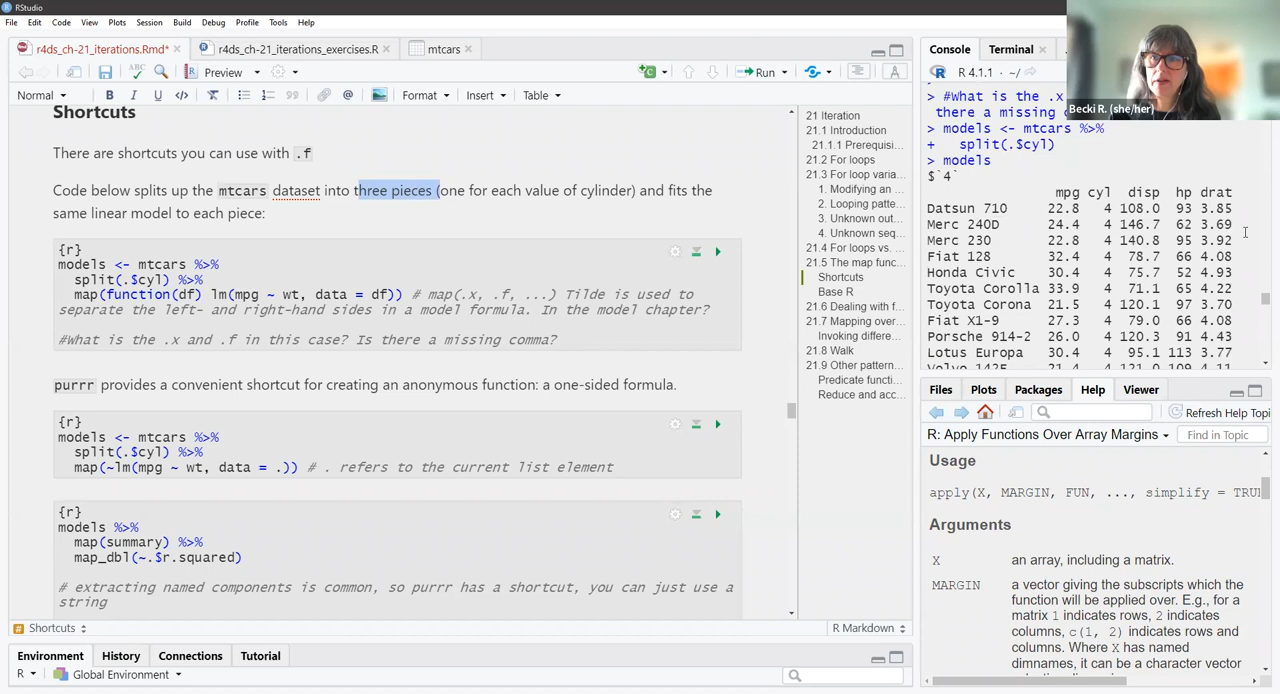 RStudio
File Edit Code View Plots Session Build Debug Profile Tools Help
r4ds_ch-21_iterations.Rmd* r4ds_ch-21_iterations_exercises.R mtcars
Preview Run
Normal B I U Format Insert Table
Shortcuts
There are shortcuts you can use with .f
Code below splits up the mtcars dataset into three pieces (one for each value of cylinder) and fits the
same linear model to each piece:
{r}
models <- mtcars %>%
split(.$cyl) %>%
map(function(df) lm(mpg ~ wt, data = df)) # map(.x, .f, ...) Tilde is used to
separate the left- and right-hand sides in a model formula. In the model chapter?
#What is the .x and .f in this case? Is there a missing comma?
purrr provides a convenient shortcut for creating an anonymous function: a one-sided formula.
{r}
models <- mtcars %>%
split(.$cyl) %>%
map(~lm(mpg ~ wt, data = .)) # . refers to the current list element
{r}
models %>%
map(summary) %>%
map_dbl(~.$r.squared)
# extracting named components is common, so purrr has a shortcut, you can just use a
string
Shortcuts R Markdown
21 Iteration
21.1 Introduction
21.1.1 Prerequisi...
21.2 For loops
21.3 For loop varia...
1. Modifying an ...
2. Looping patte...
3. Unknown out...
4. Unknown seq...
21.4 For loops vs. ...
21.5 The map func...
Shortcuts
Base R
21.6 Dealing with f...
21.7 Mapping over...
Invoking differe...
21.8 Walk
21.9 Other pattern...
Predicate functi...
Reduce and acc...
Environment History Connections Tutorial
R Global Environment
Console Terminal
R 4.1.1 · ~/
> #What is the .x
there a missing c
> models <- mtcars %>%
+ split(.$cyl)
> models
$`4`
mpg cyl disp hp drat
Datsun 710 22.8 4 108.0 93 3.85
Merc 240D 24.4 4 146.7 62 3.69
Merc 230 22.8 4 140.8 95 3.92
Fiat 128 32.4 4 78.7 66 4.08
Honda Civic 30.4 4 75.7 52 4.93
Toyota Corolla 33.9 4 71.1 65 4.22
Toyota Corona 21.5 4 120.1 97 3.70
Fiat X1-9 27.3 4 79.0 66 4.08
Porsche 914-2 26.0 4 120.3 91 4.43
Lotus Europa 30.4 4 95.1 113 3.77
Volvo 142E 21.4 4 121.0 109 4.11
Becki R. (she/her)
Files Plots Packages Help Viewer
Refresh Help Topi
R: Apply Functions Over Array Margins Find in Topic
Usage
apply(X, MARGIN, FUN, ..., simplify = TRU
Arguments
X an array, including a matrix.
MARGIN a vector giving the subscripts which the
function will be applied over. E.g., for a
matrix 1 indicates rows, 2 indicates
columns, c(1, 2) indicates rows and
columns. Where X has named
dimnames, it can be a character vector